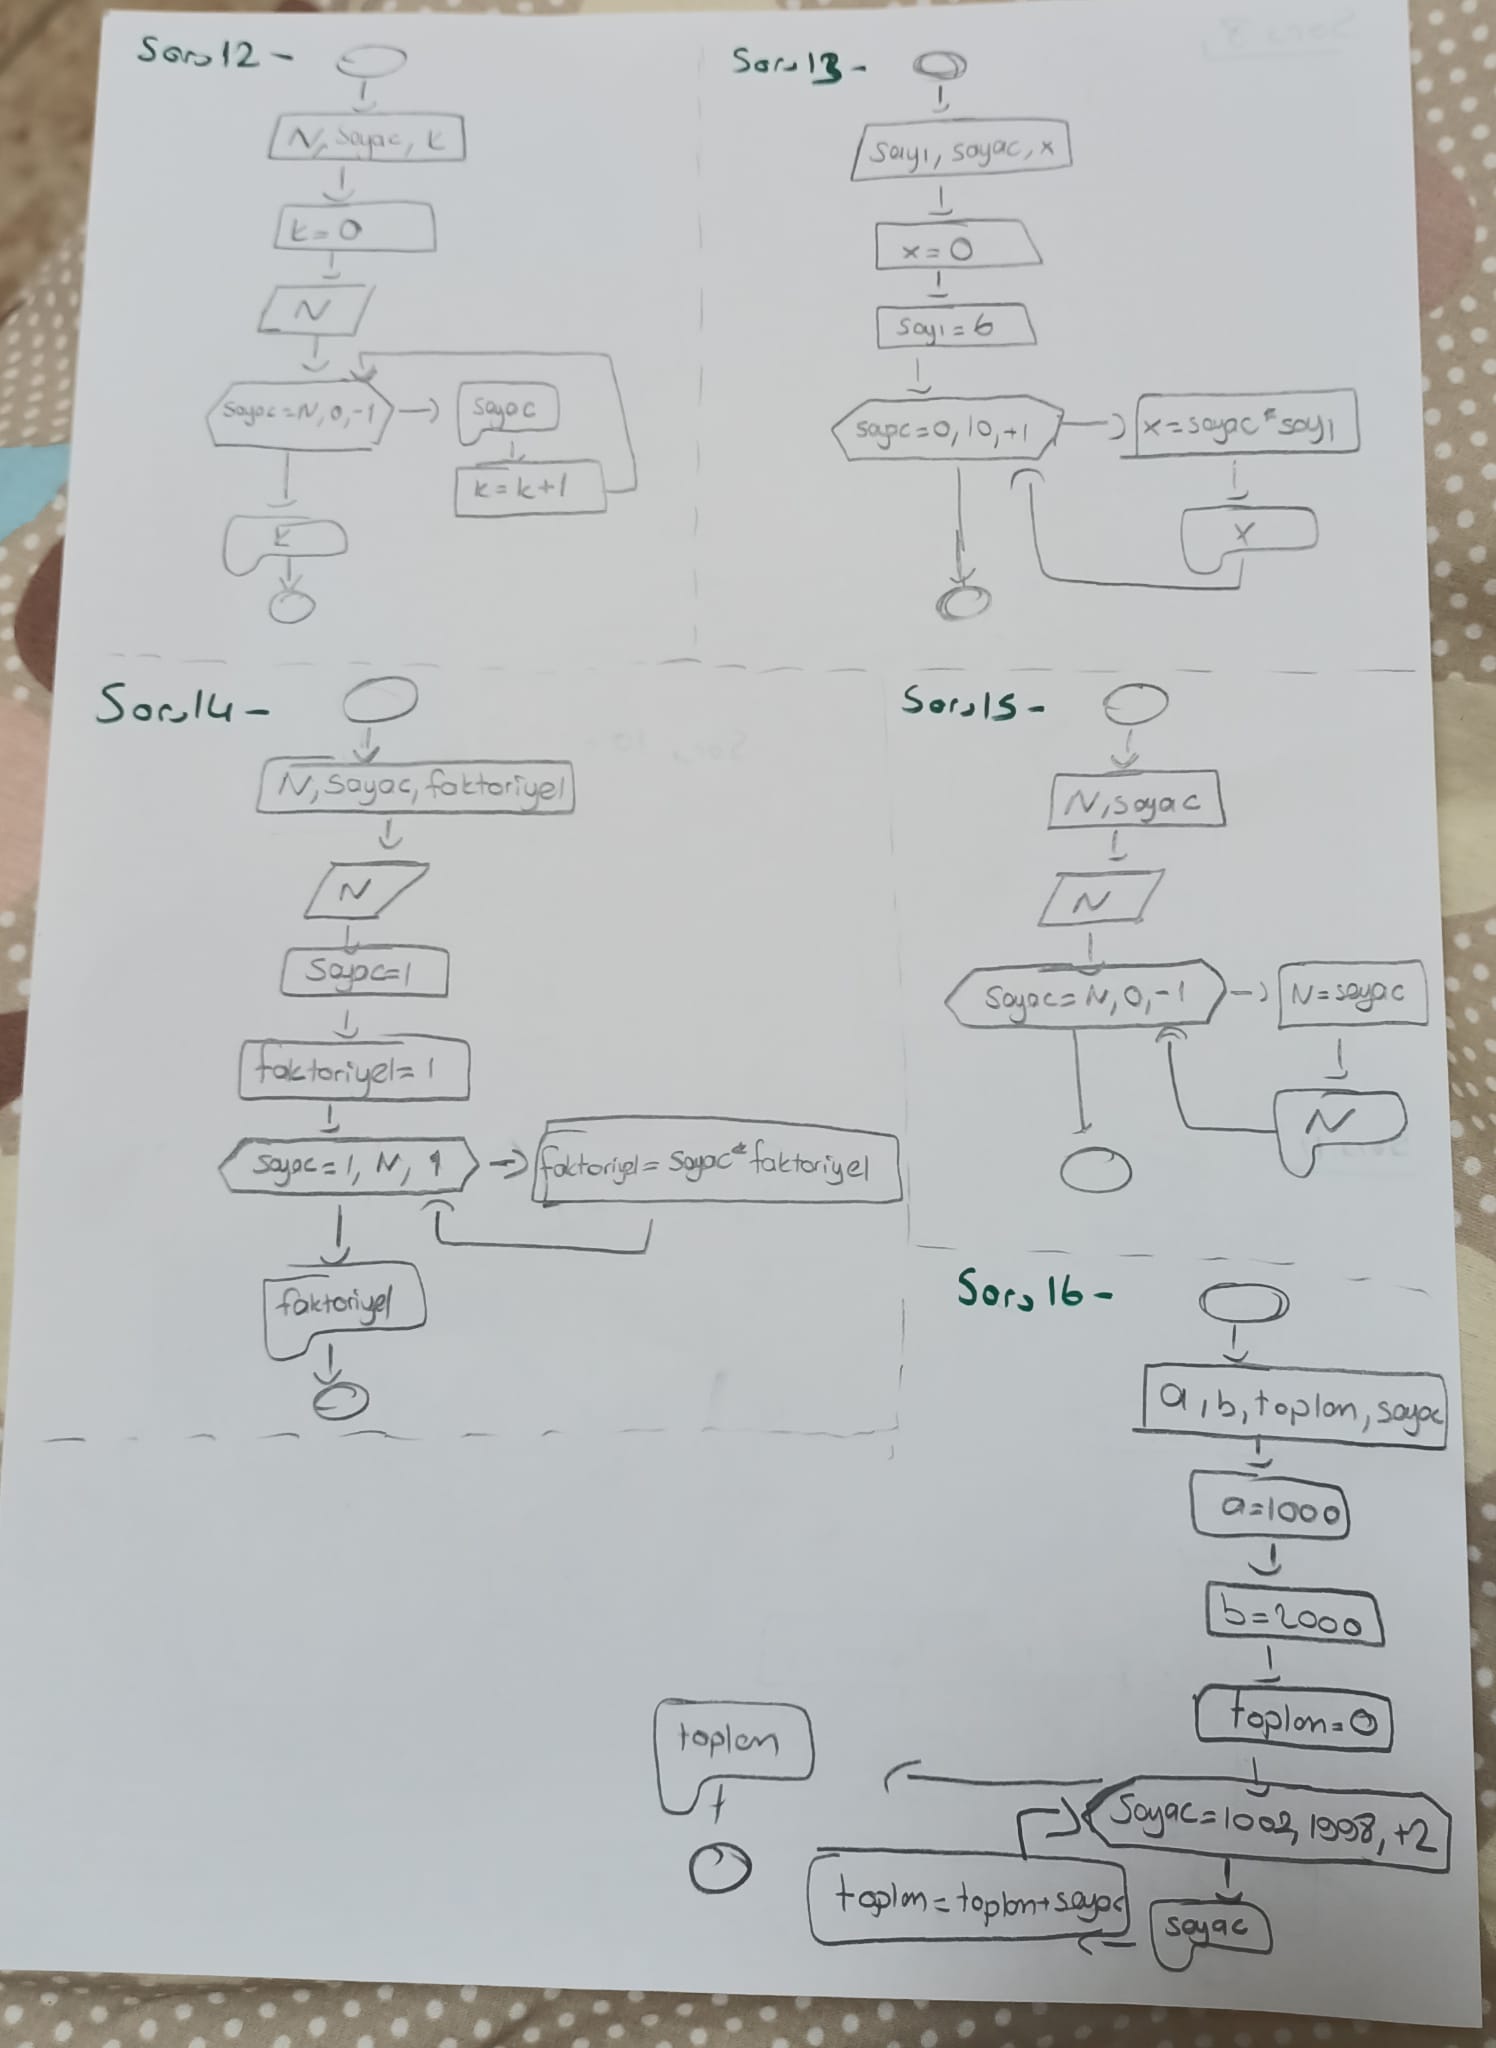 Soru 12 -
N, Sayac, k
k = 0
N
Sayac = N, 0, -1
sayac
k = k + 1
k
Soru 13 -
sayı, sayac, x
x = 0
sayı = 6
sayac = 0, 10, +1
x = sayac * sayı
x
Soru 14 -
N, Sayac, faktoriyel
N
Sayac = 1
faktoriyel = 1
Sayac = 1, N, 1
faktoriyel = Sayac * faktoriyel
faktoriyel
Soru 15 -
N, sayac
N
Sayac = N, 0, -1
N = sayac
N
Soru 16 -
a, b, toplam, sayac
a = 1000
b = 2000
toplam = 0
Sayac = 1002, 1998, +2
sayac
toplam = toplam + sayac
toplam